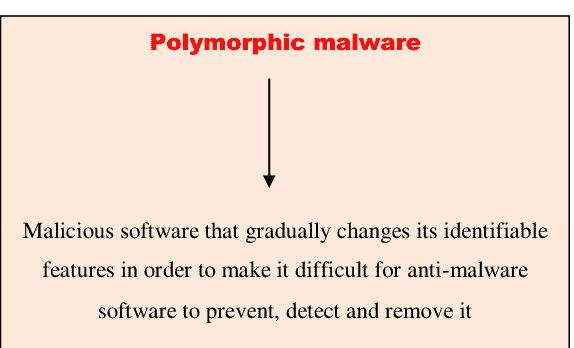 Polymorphic malware
Malicious software that gradually changes its identifiable
features in order to make it difficult for anti-malware
software to prevent, detect and remove it